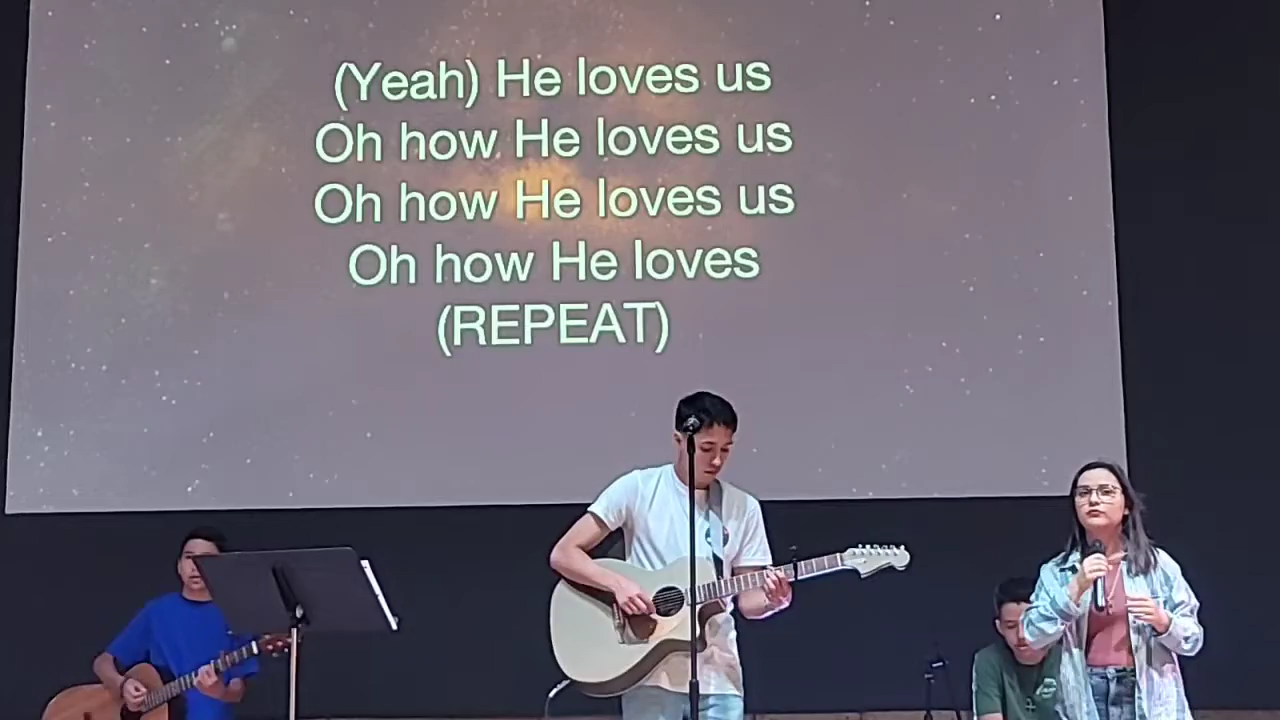 (Yeah) He loves us
Oh how He loves us
Oh how He loves us
Oh how He loves
(REPEAT)